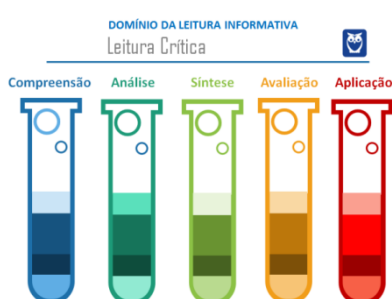 DOMÍNIO DA LEITURA INFORMATIVA
Leitura Crítica
Compreensão Análise Síntese Avaliação Aplicação